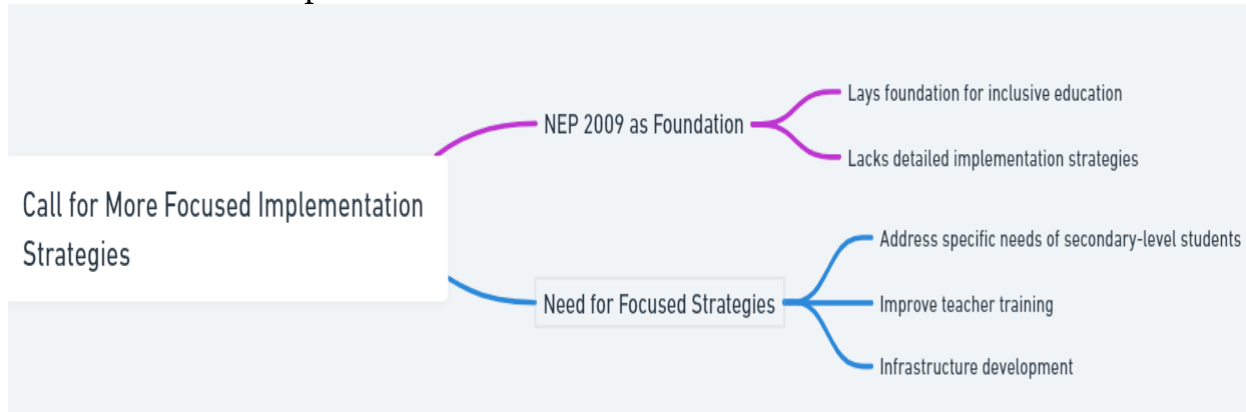 Call for More Focused Implementation
Strategies
NEP 2009 as Foundation
Lays foundation for inclusive education
Lacks detailed implementation strategies
Need for Focused Strategies
Address specific needs of secondary-level students
Improve teacher training
Infrastructure development